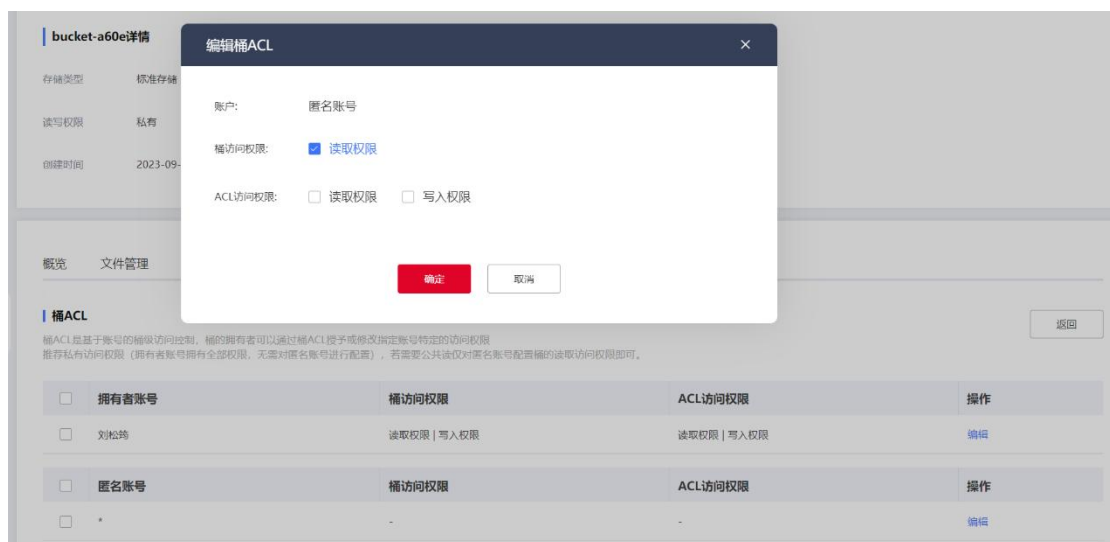 bucket-a60e详情
编辑桶ACL
×
存储类型 标准存储
账户: 匿名账号
读写权限 私有
桶访问权限: 读取权限
创建时间 2023-09-
ACL访问权限: 读取权限 写入权限
概览 文件管理
确定 取消
桶ACL
返回
桶ACL是基于账号的桶级访问控制，桶的拥有者可以通过桶ACL授予或修改指定账号特定的访问权限
推荐私有访问权限（拥有者账号拥有全部权限，无需对匿名账号进行配置），若需要公共读仅对匿名账号配置桶的读取访问权限即可。
拥有者账号 桶访问权限 ACL访问权限 操作
刘松筠 读取权限 | 写入权限 读取权限 | 写入权限 编辑
匿名账号 桶访问权限 ACL访问权限 操作
* - - 编辑